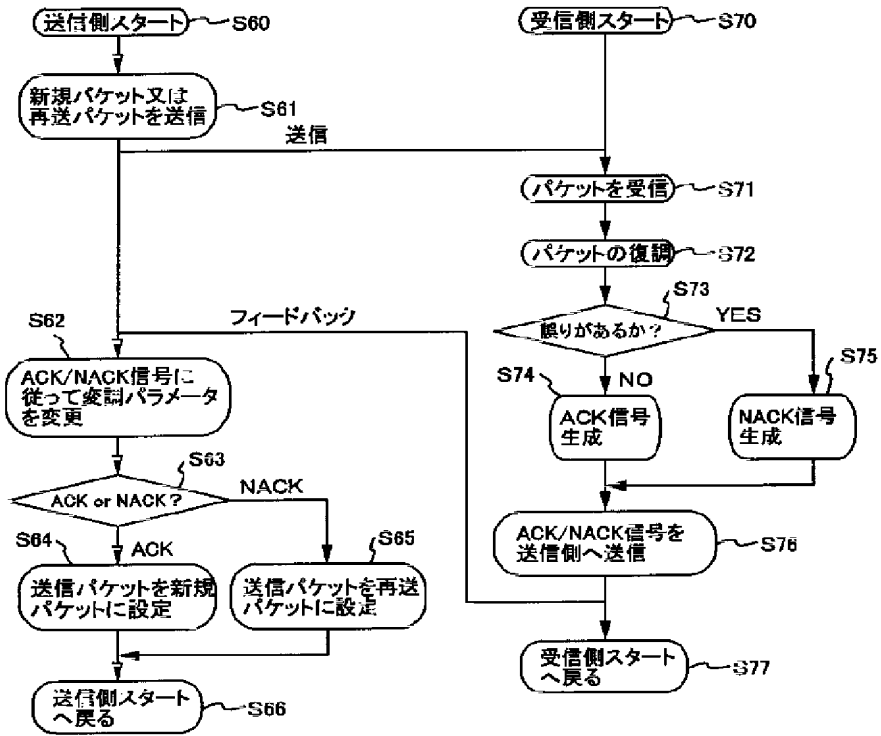 送信側スタート
S60
受信側スタート
S70
新規パケット又は
再送パケットを送信
S61
送信
パケットを受信
S71
パケットの復調
S72
S73
誤りがあるか?
YES
NO
S62
フィードバック
ACK/NACK信号に
従って変調パラメータ
を変更
S74
ACK信号
生成
S75
NACK信号
生成
S63
ACK or NACK?
NACK
ACK
S64
送信パケットを新規
パケットに設定
S65
送信パケットを再送
パケットに設定
ACK/NACK信号を
送信側へ送信
S76
送信側スタート
へ戻る
S66
受信側スタート
へ戻る
S77